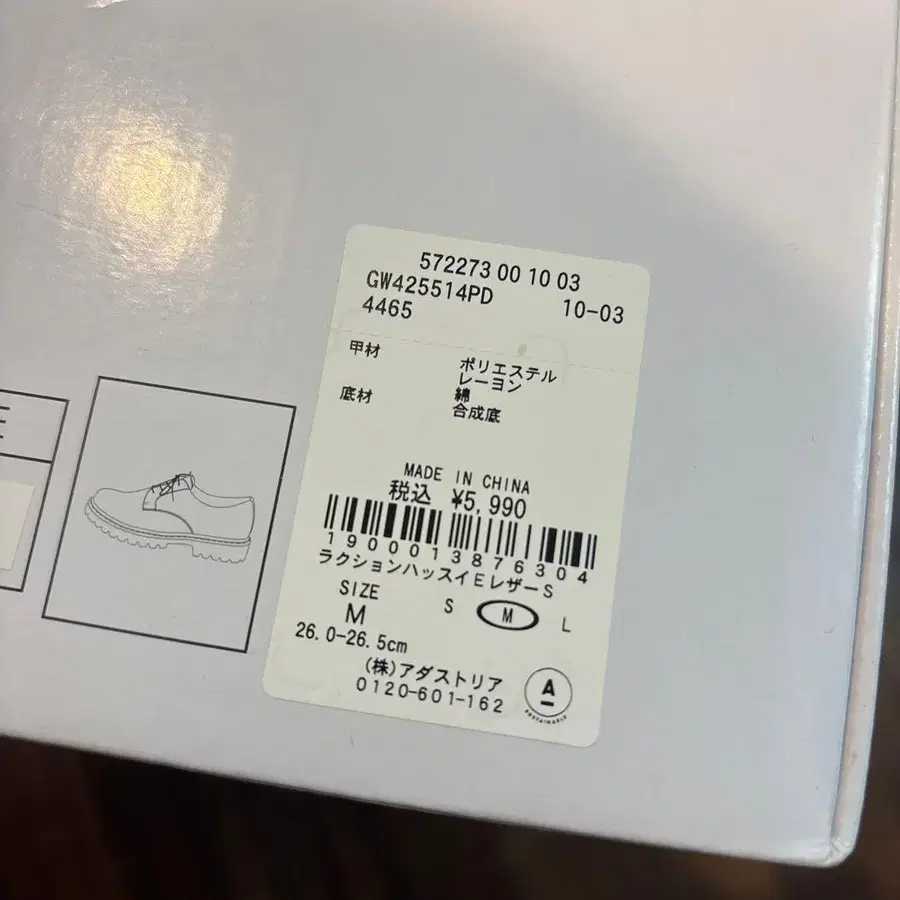 572273 00 10 03
GW425514PD 10-03
4465
甲材 ポリエステル
レーヨン
綿
底材 合成底
MADE IN CHINA
税込 ¥5,990
1900013876304
ラクションハッスイEレザーS
SIZE
M
S M L
26.0-26.5cm
(株)アダストリア
0120-601-162
A
SUSTAINABLE